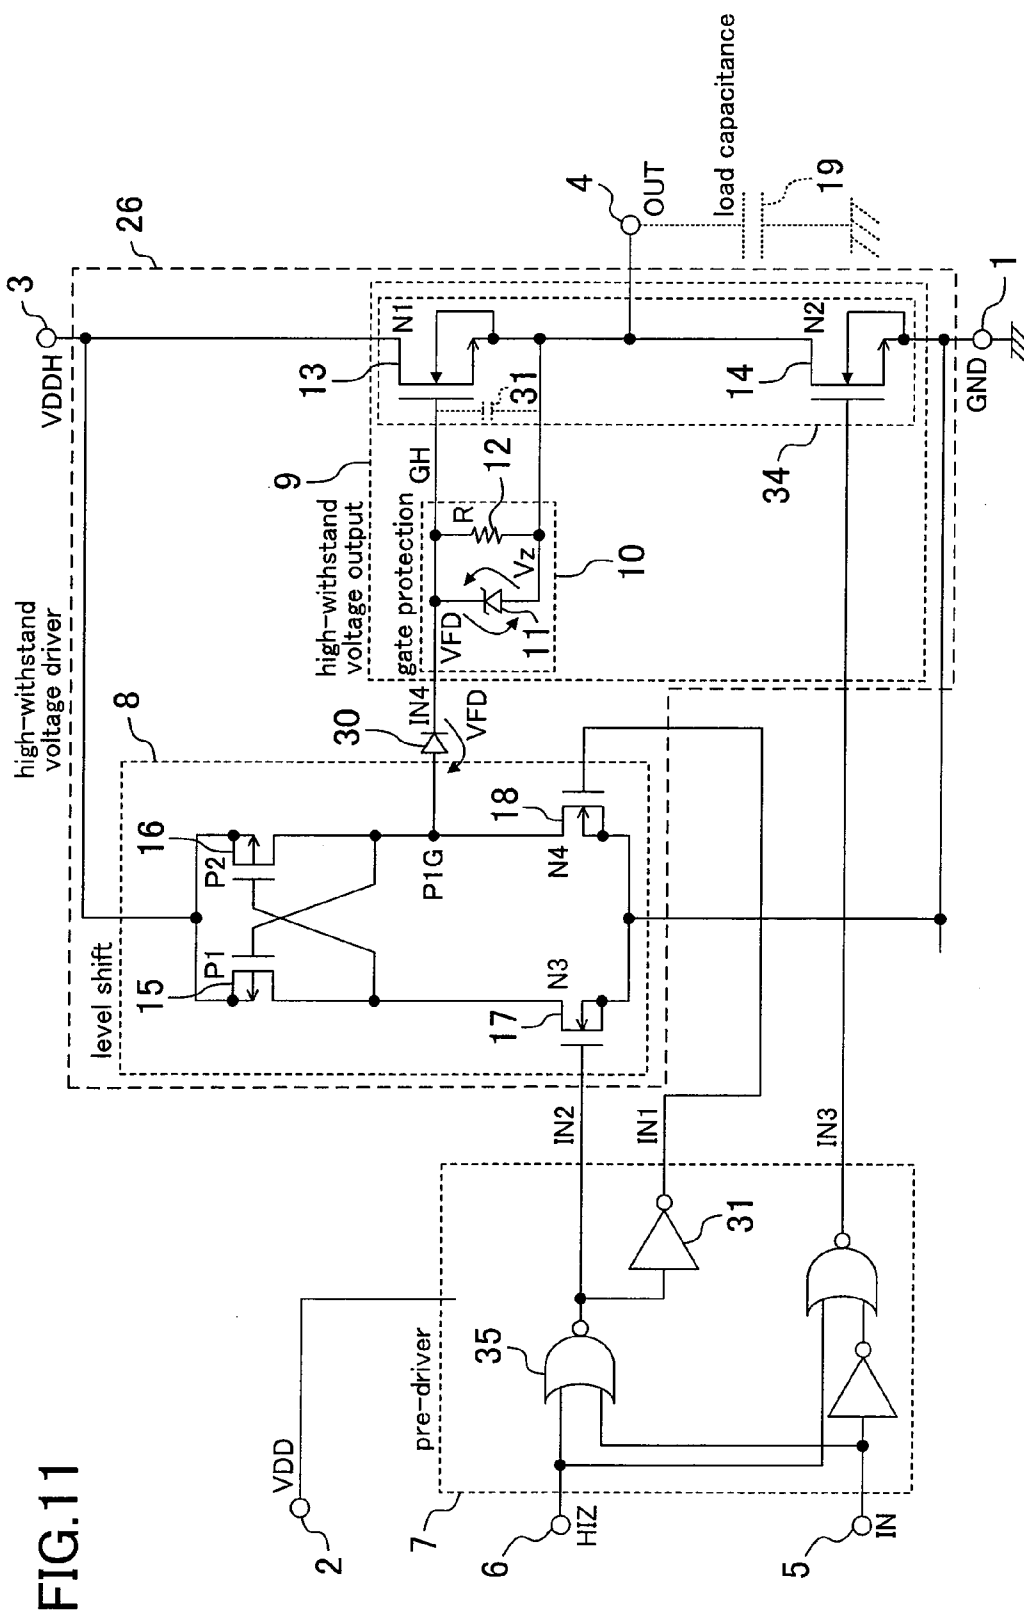 FIG.11
VDD
2
pre-driver
7
6
HIZ
5
IN
35
31
IN2
IN1
IN3
high-withstand
voltage driver
26
VDDH
3
level shift
8
15
P1
P2
16
17
N3
N4
18
P1G
30
IN4
VFD
high-withstand
voltage output
9
gate protection
VFD
11
Vz
R
12
10
GH
31
13
N1
14
N2
34
4
OUT
load capacitance
19
GND
1